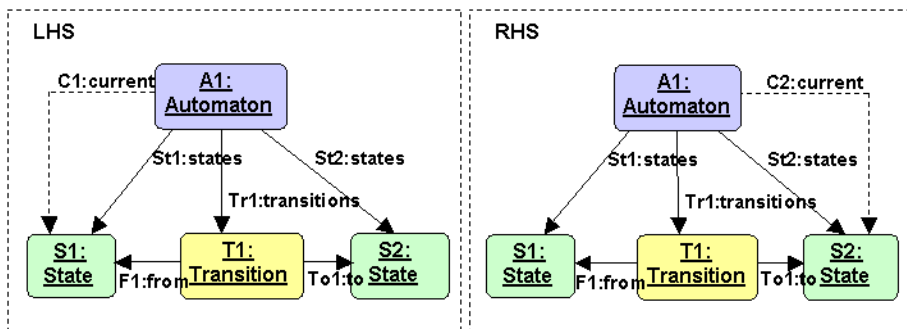 LHS
C1:current
A1:
Automaton
St1:states
St2:states
Tr1:transitions
S1:
State
F1:from
T1:
Transition
To1:to
S2:
State
RHS
A1:
Automaton
C2:current
St1:states
St2:states
Tr1:transitions
S1:
State
F1:from
T1:
Transition
To1:to
S2:
State